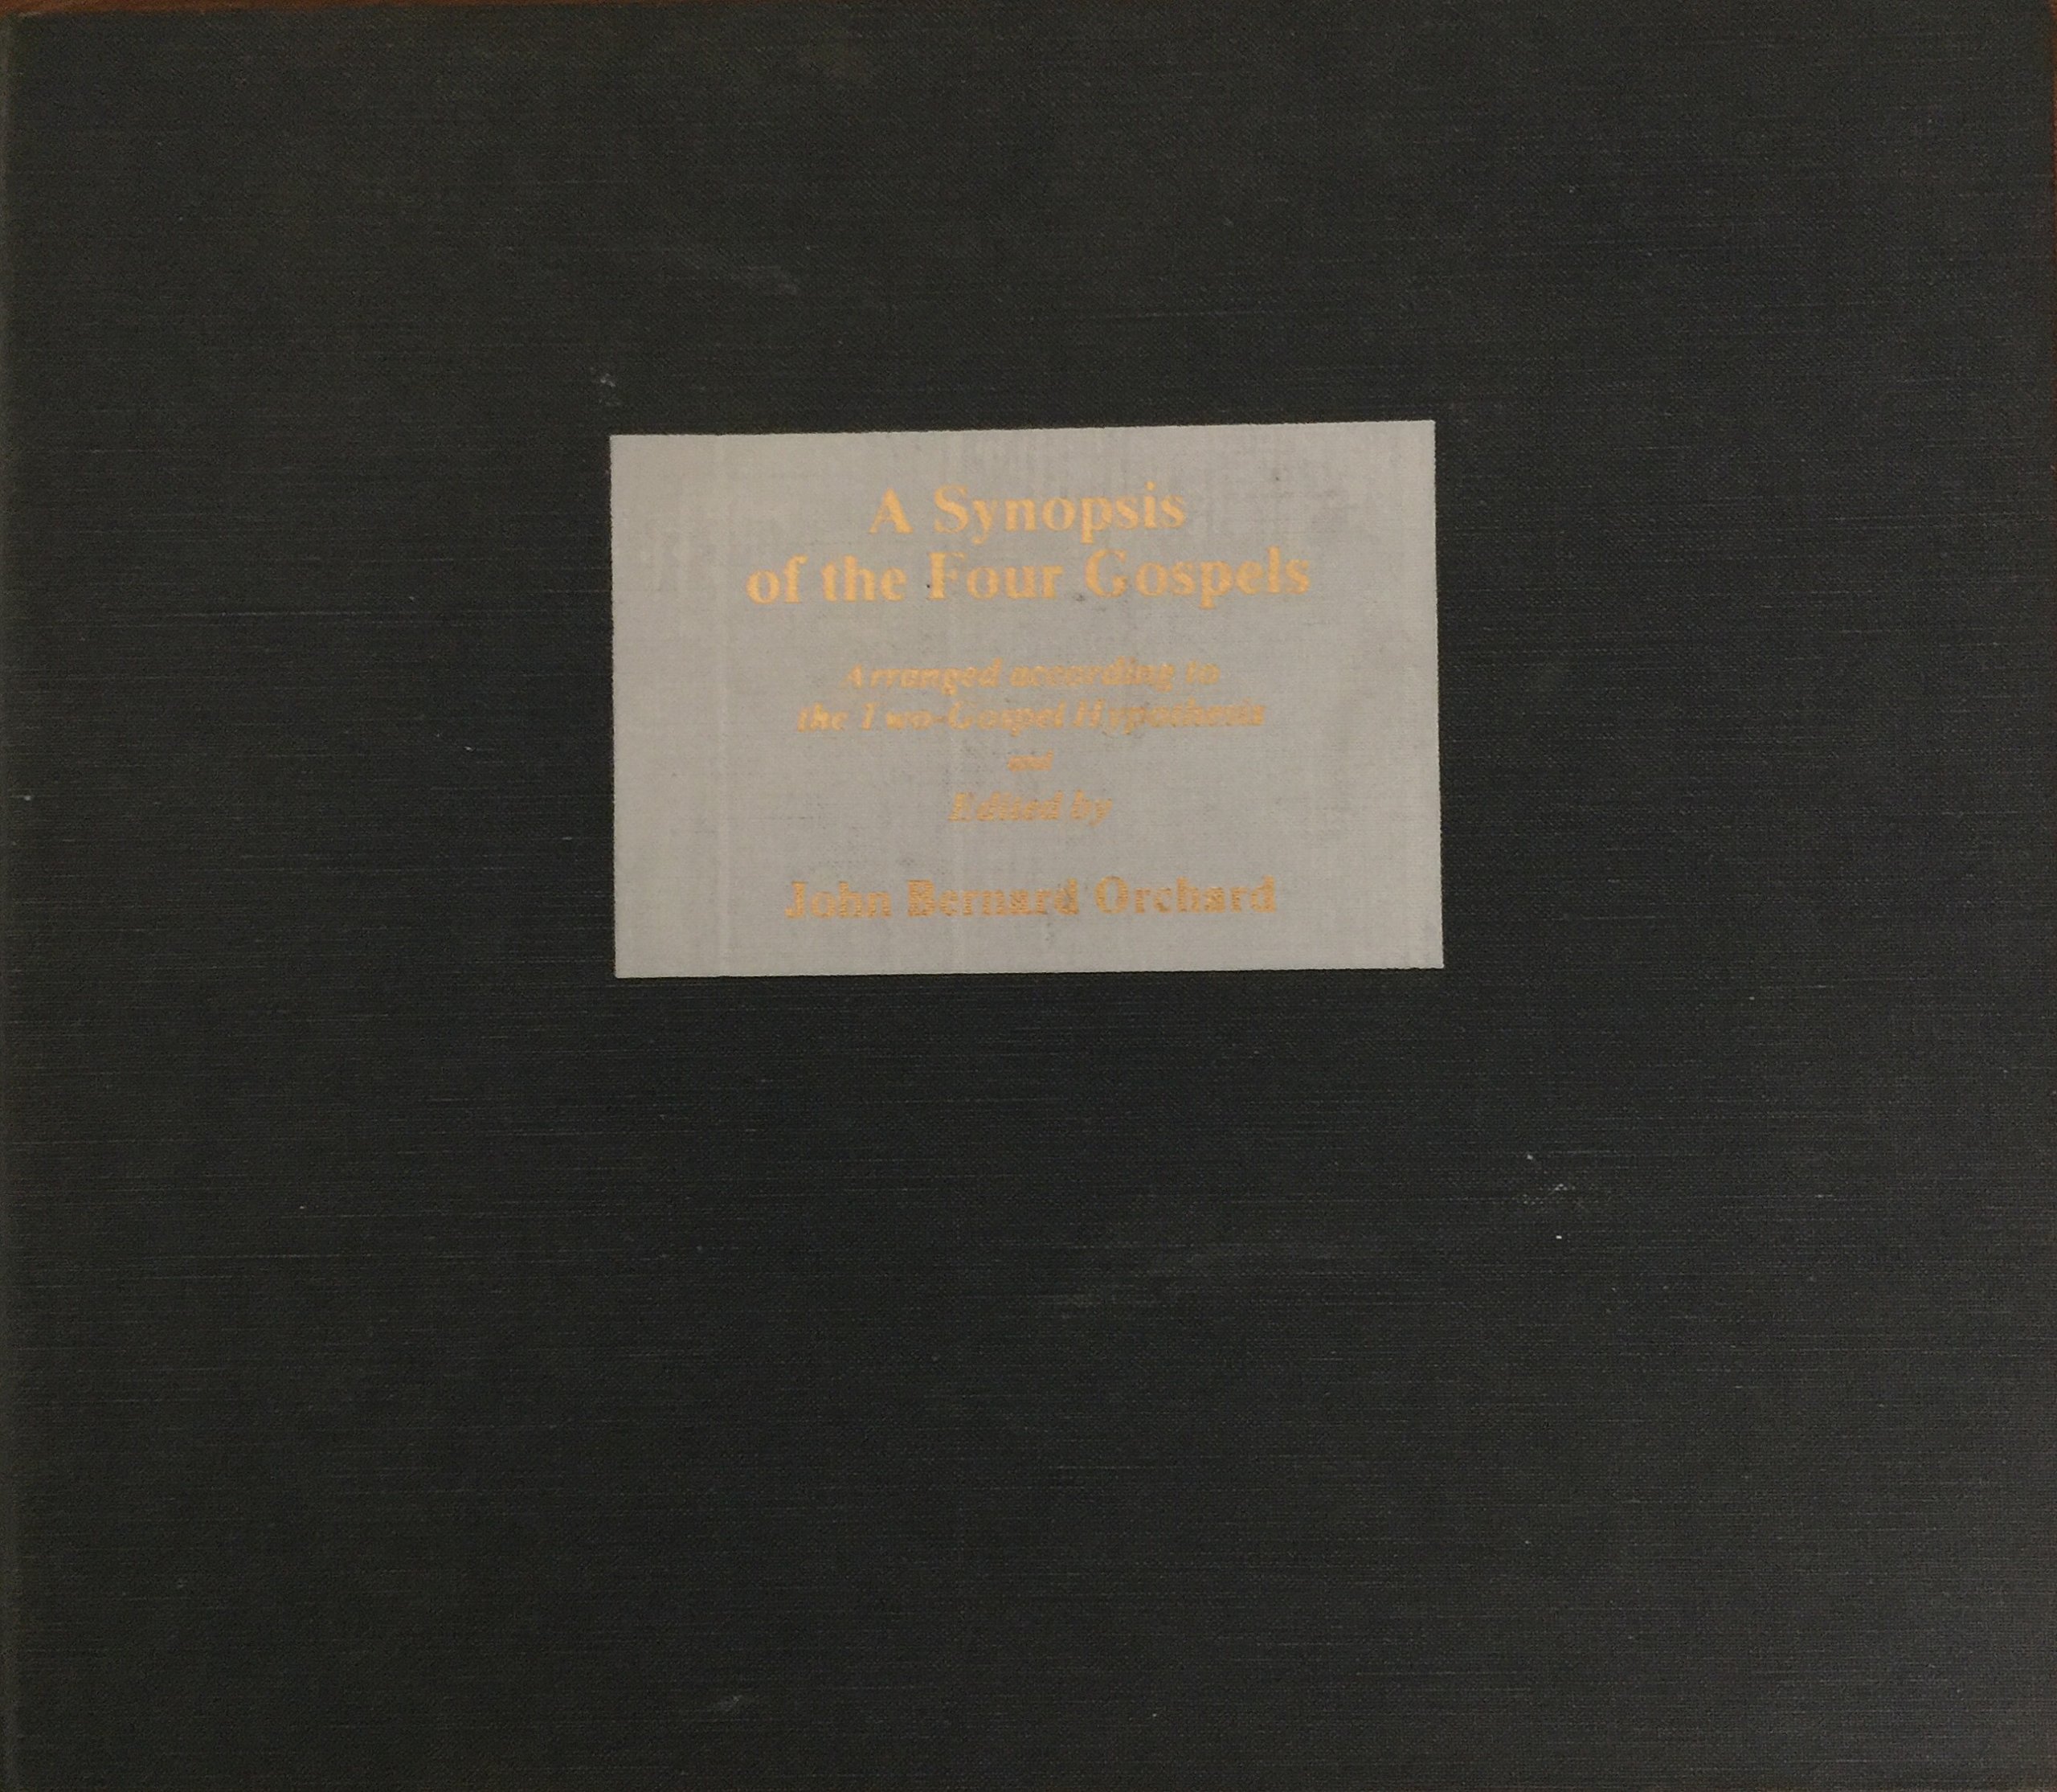 A Synopsis
of the Four Gospels
Arranged according to
the Two-Gospel Hypothesis
and
Edited by
John Bernard Orchard